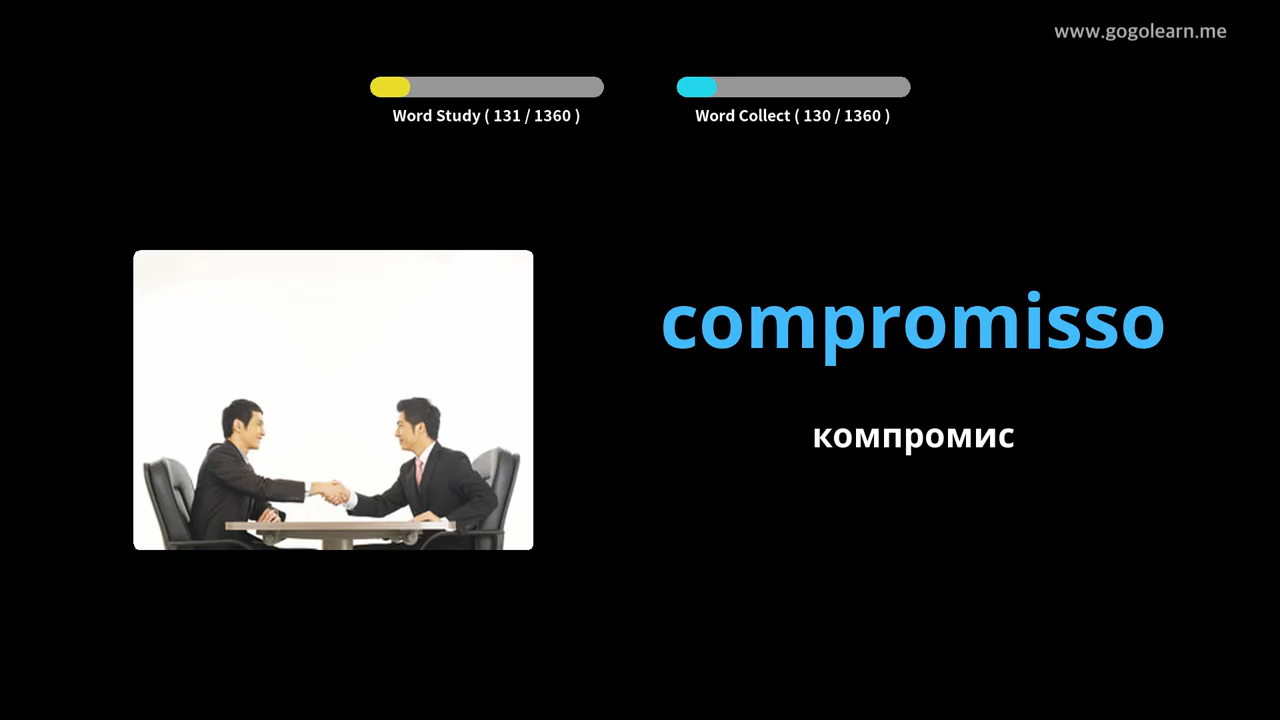 www.gogolearn.me
Word Study ( 131 / 1360 )
Word Collect ( 130 / 1360 )
compromisso
компромис